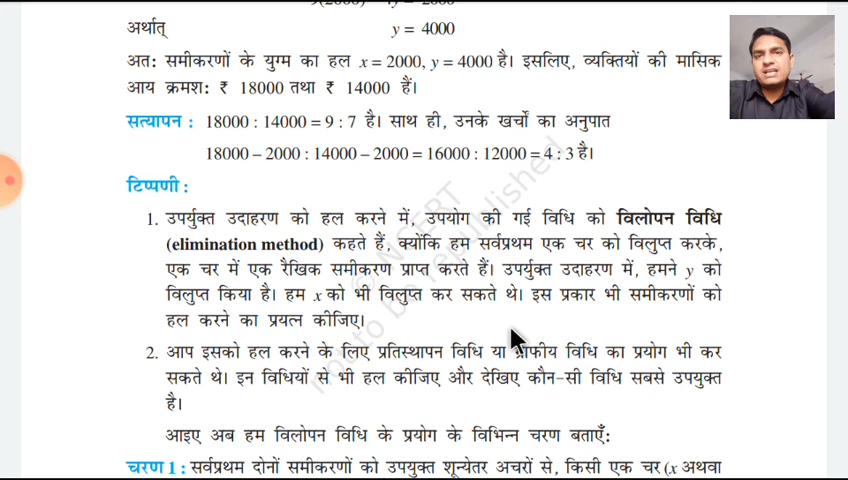 अर्थात् y = 4000
अतः समीकरणों के युग्म का हल x = 2000, y = 4000 है। इसलिए, व्यक्तियों की मासिक
आय क्रमशः ₹ 18000 तथा ₹ 14000 हैं।
सत्यापन : 18000 : 14000 = 9 : 7 है। साथ ही, उनके खर्चों का अनुपात
18000 – 2000 : 14000 – 2000 = 16000 : 12000 = 4 : 3 है।
टिप्पणी :
1. उपर्युक्त उदाहरण को हल करने में, उपयोग की गई विधि को विलोपन विधि
(elimination method) कहते हैं, क्योंकि हम सर्वप्रथम एक चर को विलुप्त करके,
एक चर में एक रैखिक समीकरण प्राप्त करते हैं। उपर्युक्त उदाहरण में, हमने y को
विलुप्त किया है। हम x को भी विलुप्त कर सकते थे। इस प्रकार भी समीकरणों को
हल करने का प्रयत्न कीजिए।
2. आप इसको हल करने के लिए प्रतिस्थापन विधि या विधि का प्रयोग भी कर
सकते थे। इन विधियों से भी हल कीजिए और देखिए कौन-सी विधि सबसे उपयुक्त
है।
आइए अब हम विलोपन विधि के प्रयोग के विभिन्न चरण बताएँ:
चरण 1 : सर्वप्रथम दोनों समीकरणों को उपयुक्त शून्येतर अचरों से, किसी एक चर (x अथवा
© NCERT
not to be republished